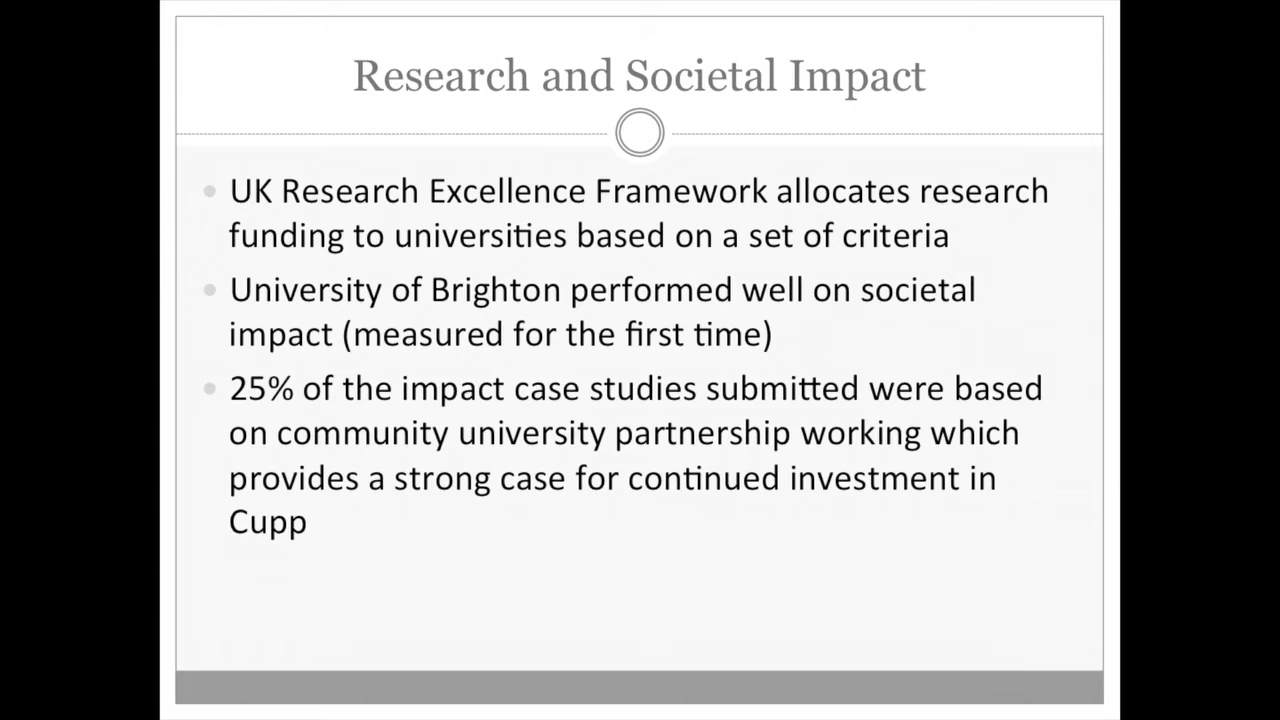 Research and Societal Impact
UK Research Excellence Framework allocates research
funding to universities based on a set of criteria
University of Brighton performed well on societal
impact (measured for the first time)
25% of the impact case studies submitted were based
on community university partnership working which
provides a strong case for continued investment in
Cupp